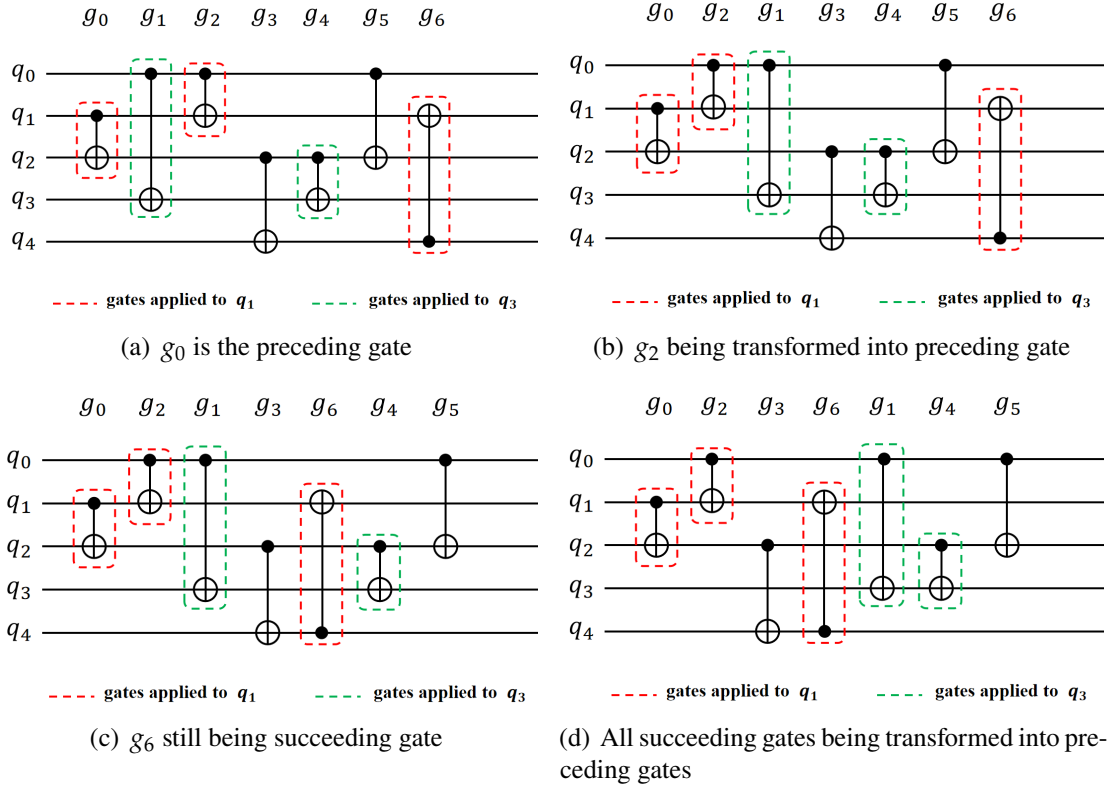 g0 g1 g2 g3 g4 g5 g6
q0
q1
q2
q3
q4
gates applied to q1 gates applied to q3
(a) g0 is the preceding gate
g0 g2 g1 g3 g4 g5 g6
q0
q1
q2
q3
q4
gates applied to q1 gates applied to q3
(b) g2 being transformed into preceding gate
g0 g2 g1 g3 g6 g4 g5
q0
q1
q2
q3
q4
gates applied to q1 gates applied to q3
(c) g6 still being succeeding gate
g0 g2 g3 g6 g1 g4 g5
q0
q1
q2
q3
q4
gates applied to q1 gates applied to q3
(d) All succeeding gates being transformed into pre-
ceding gates